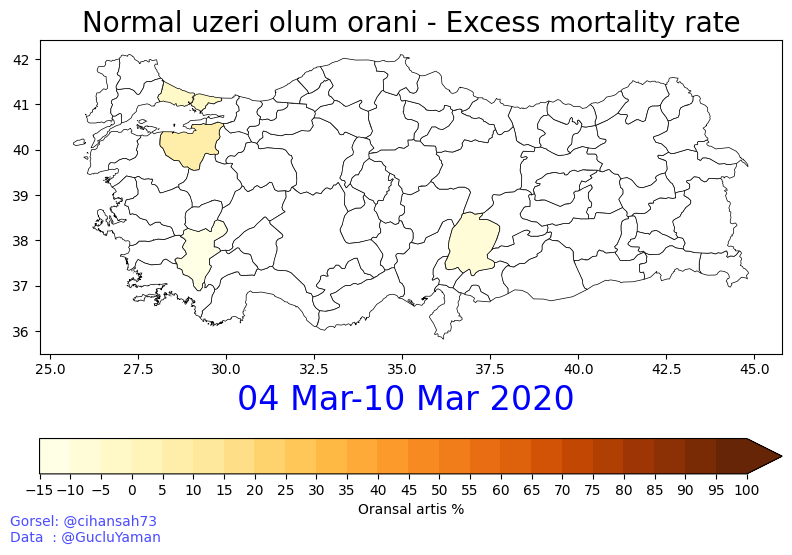 Normal uzeri olum orani - Excess mortality rate
42
41
40
39
38
37
36
25.0 27.5 30.0 32.5 35.0 37.5 40.0 42.5 45.0
04 Mar-10 Mar 2020
−15 −10 −5 0 5 10 15 20 25 30 35 40 45 50 55 60 65 70 75 80 85 90 95 100
Oransal artis %
Gorsel: @cihansah73
Data : @GucluYaman